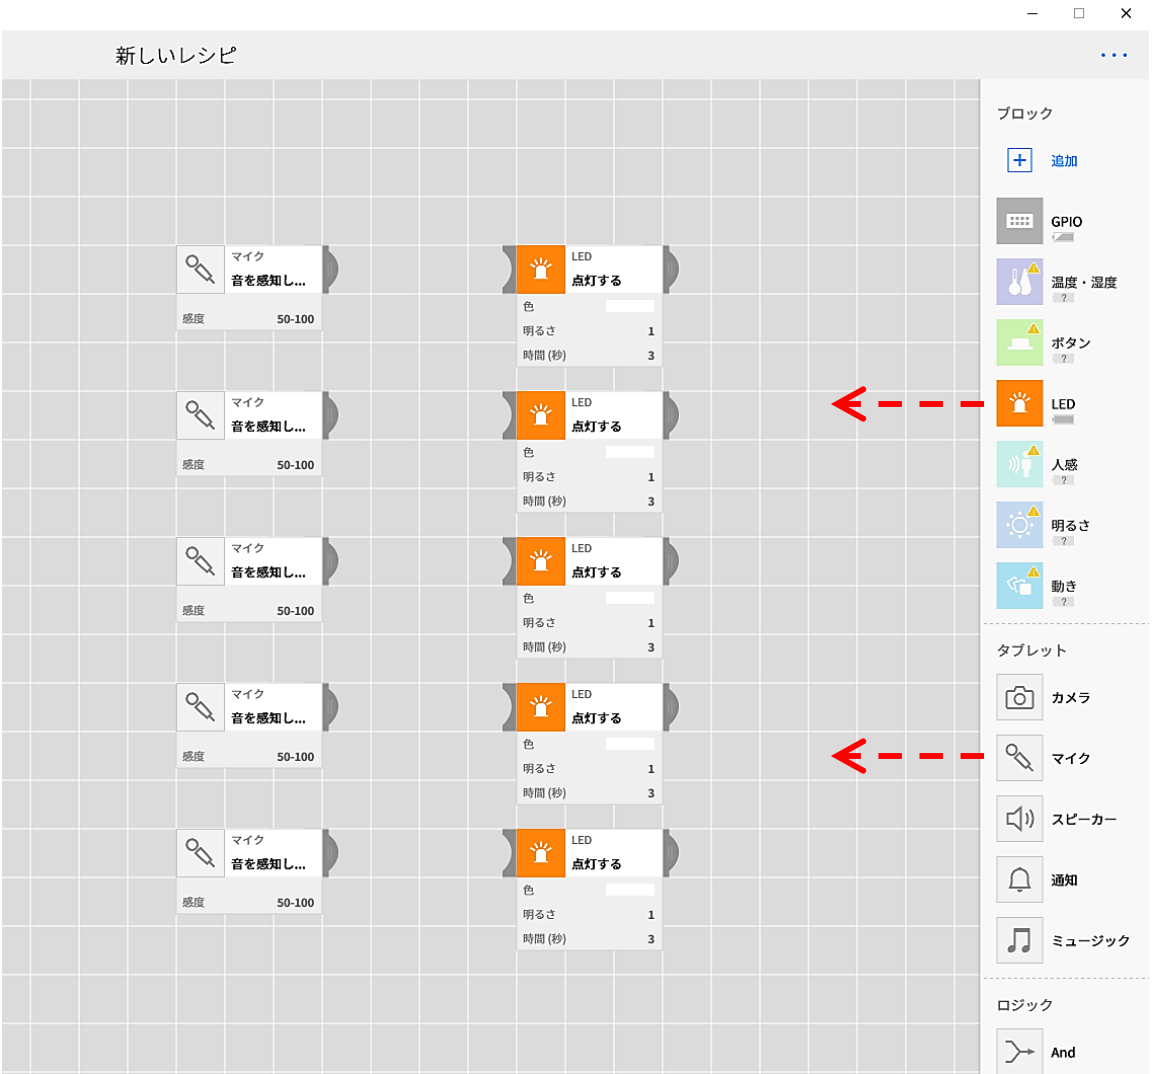 新しいレシピ
マイク
音を感知し...
感度 50-100
LED
点灯する
色
明るさ 1
時間 (秒) 3
マイク
音を感知し...
感度 50-100
LED
点灯する
色
明るさ 1
時間 (秒) 3
マイク
音を感知し...
感度 50-100
LED
点灯する
色
明るさ 1
時間 (秒) 3
マイク
音を感知し...
感度 50-100
LED
点灯する
色
明るさ 1
時間 (秒) 3
マイク
音を感知し...
感度 50-100
LED
点灯する
色
明るさ 1
時間 (秒) 3
ブロック
追加
GPIO
温度・湿度
?
ボタン
?
LED
人感
?
明るさ
?
動き
?
タブレット
カメラ
マイク
スピーカー
通知
ミュージック
ロジック
And